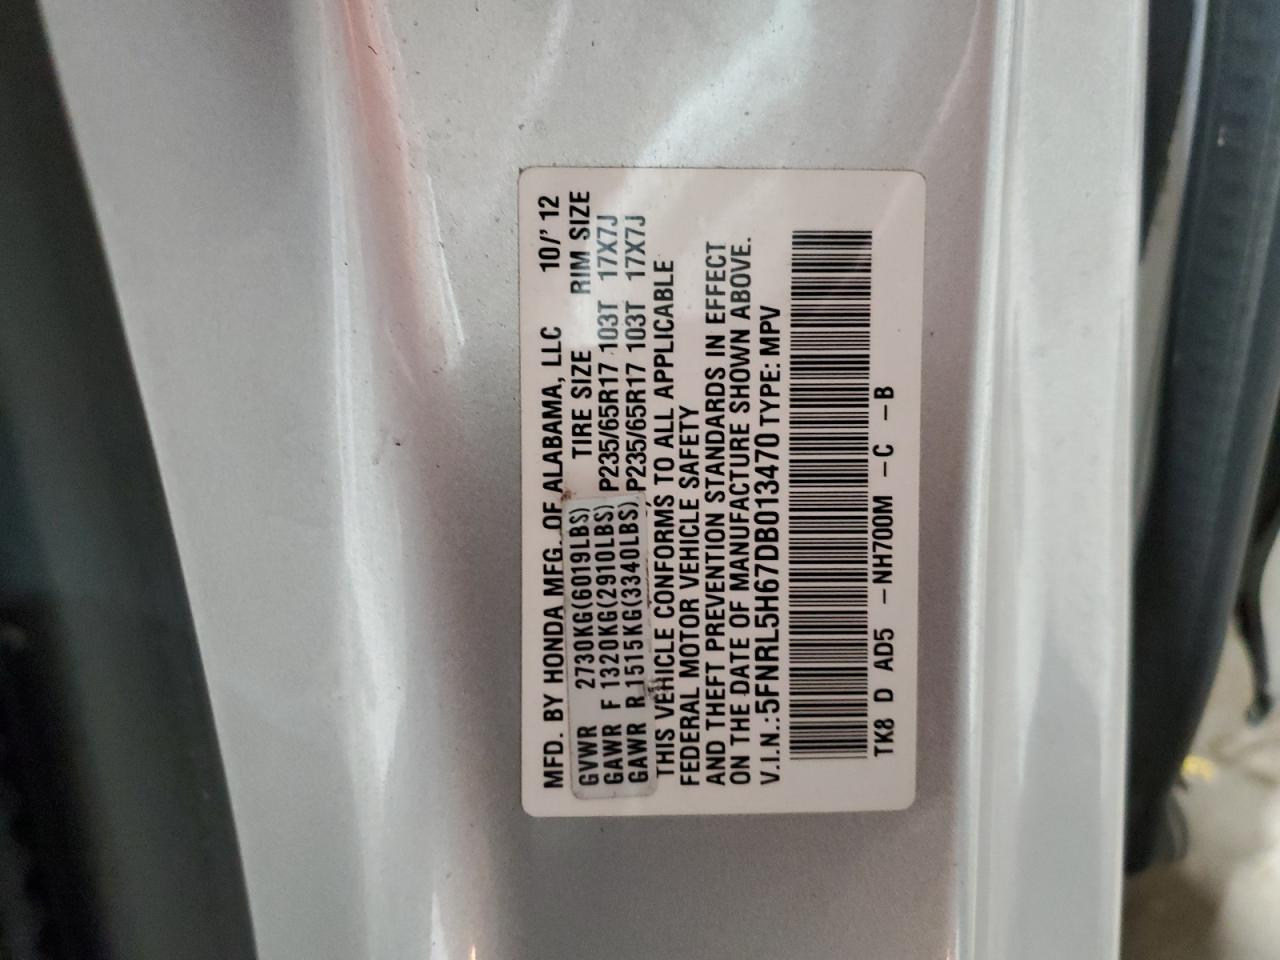 MFD. BY HONDA MFG. OF ALABAMA, LLC 10/'12
GVWR 2730KG(6019LBS) TIRE SIZE RIM SIZE
GAWR F 1320KG(2910LBS) P235/65R17 103T 17X7J
GAWR R 1515KG(3340LBS) P235/65R17 103T 17X7J
THIS VEHICLE CONFORMS TO ALL APPLICABLE
FEDERAL MOTOR VEHICLE SAFETY
AND THEFT PREVENTION STANDARDS IN EFFECT
ON THE DATE OF MANUFACTURE SHOWN ABOVE.
V.I.N.:5FNRL5H67DB013470 TYPE: MPV
TK8 D AD5 -NH700M -C -B